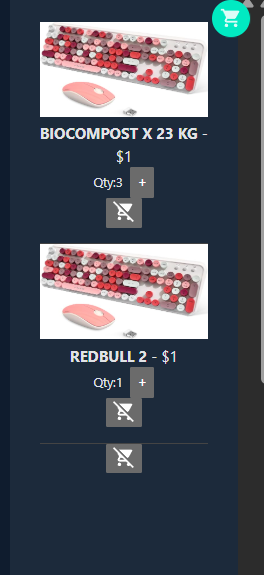 BIOCOMPOST X 23 KG -
$1
Qty:3 +
REDBULL 2 - $1
Qty:1 +